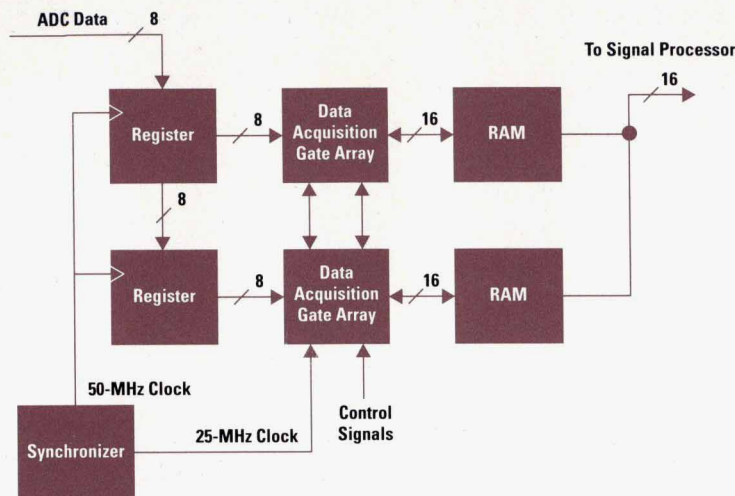 ADC Data
8
To Signal Processor
16
Register
8
Data
Acquisition
Gate Array
16
RAM
8
Register
8
Data
Acquisition
Gate Array
16
RAM
50-MHz Clock
Synchronizer
25-MHz Clock
Control
Signals